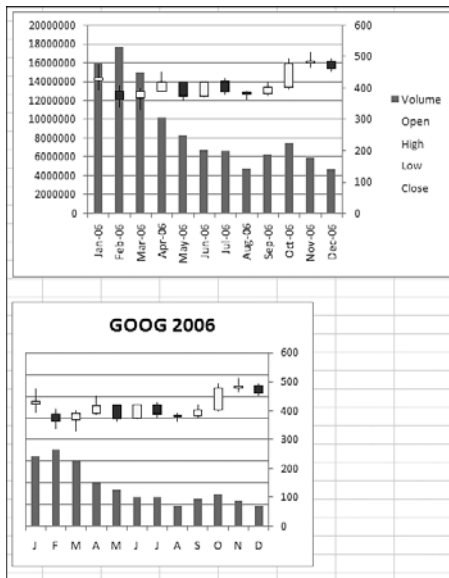 20000000
18000000
16000000
14000000
12000000
10000000
8000000
6000000
4000000
2000000
0
600
500
400
300
200
100
0
Jan-06
Feb-06
Mar-06
Apr-06
May-06
Jun-06
Jul-06
Aug-06
Sep-06
Oct-06
Nov-06
Dec-06
Volume
Open
High
Low
Close
GOOG 2006
600
500
400
300
200
100
0
J F M A M J J A S O N D